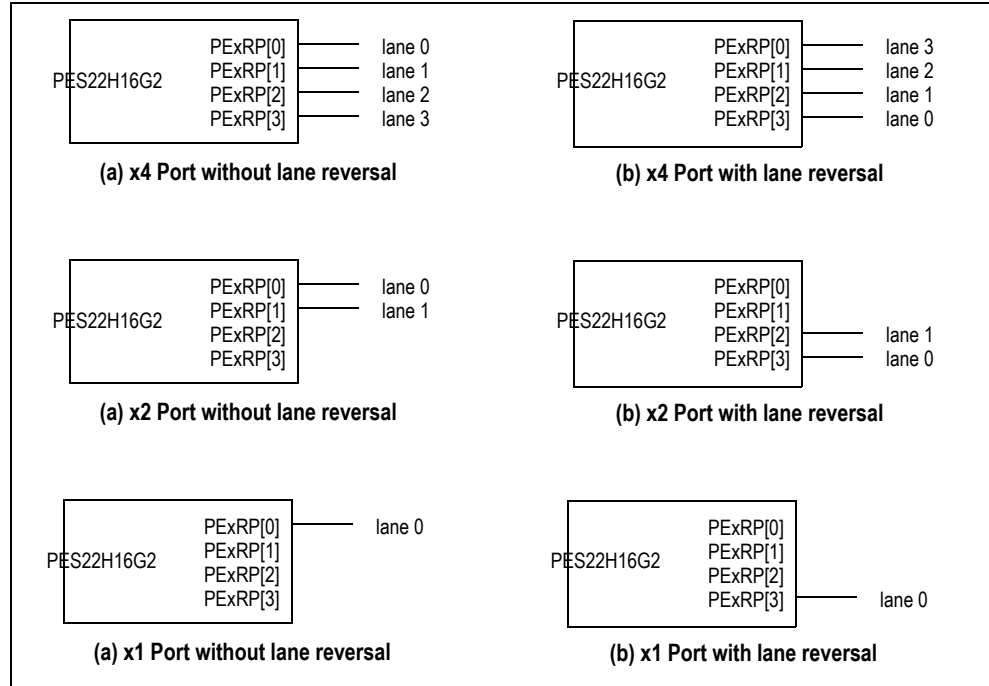 PES22H16G2
PExRP[0] lane 0
PExRP[1] lane 1
PExRP[2] lane 2
PExRP[3] lane 3
(a) x4 Port without lane reversal
PES22H16G2
PExRP[0] lane 3
PExRP[1] lane 2
PExRP[2] lane 1
PExRP[3] lane 0
(b) x4 Port with lane reversal
PES22H16G2
PExRP[0] lane 0
PExRP[1] lane 1
PExRP[2]
PExRP[3]
(a) x2 Port without lane reversal
PES22H16G2
PExRP[0]
PExRP[1]
PExRP[2] lane 1
PExRP[3] lane 0
(b) x2 Port with lane reversal
PES22H16G2
PExRP[0] lane 0
PExRP[1]
PExRP[2]
PExRP[3]
(a) x1 Port without lane reversal
PES22H16G2
PExRP[0]
PExRP[1]
PExRP[2]
PExRP[3] lane 0
(b) x1 Port with lane reversal